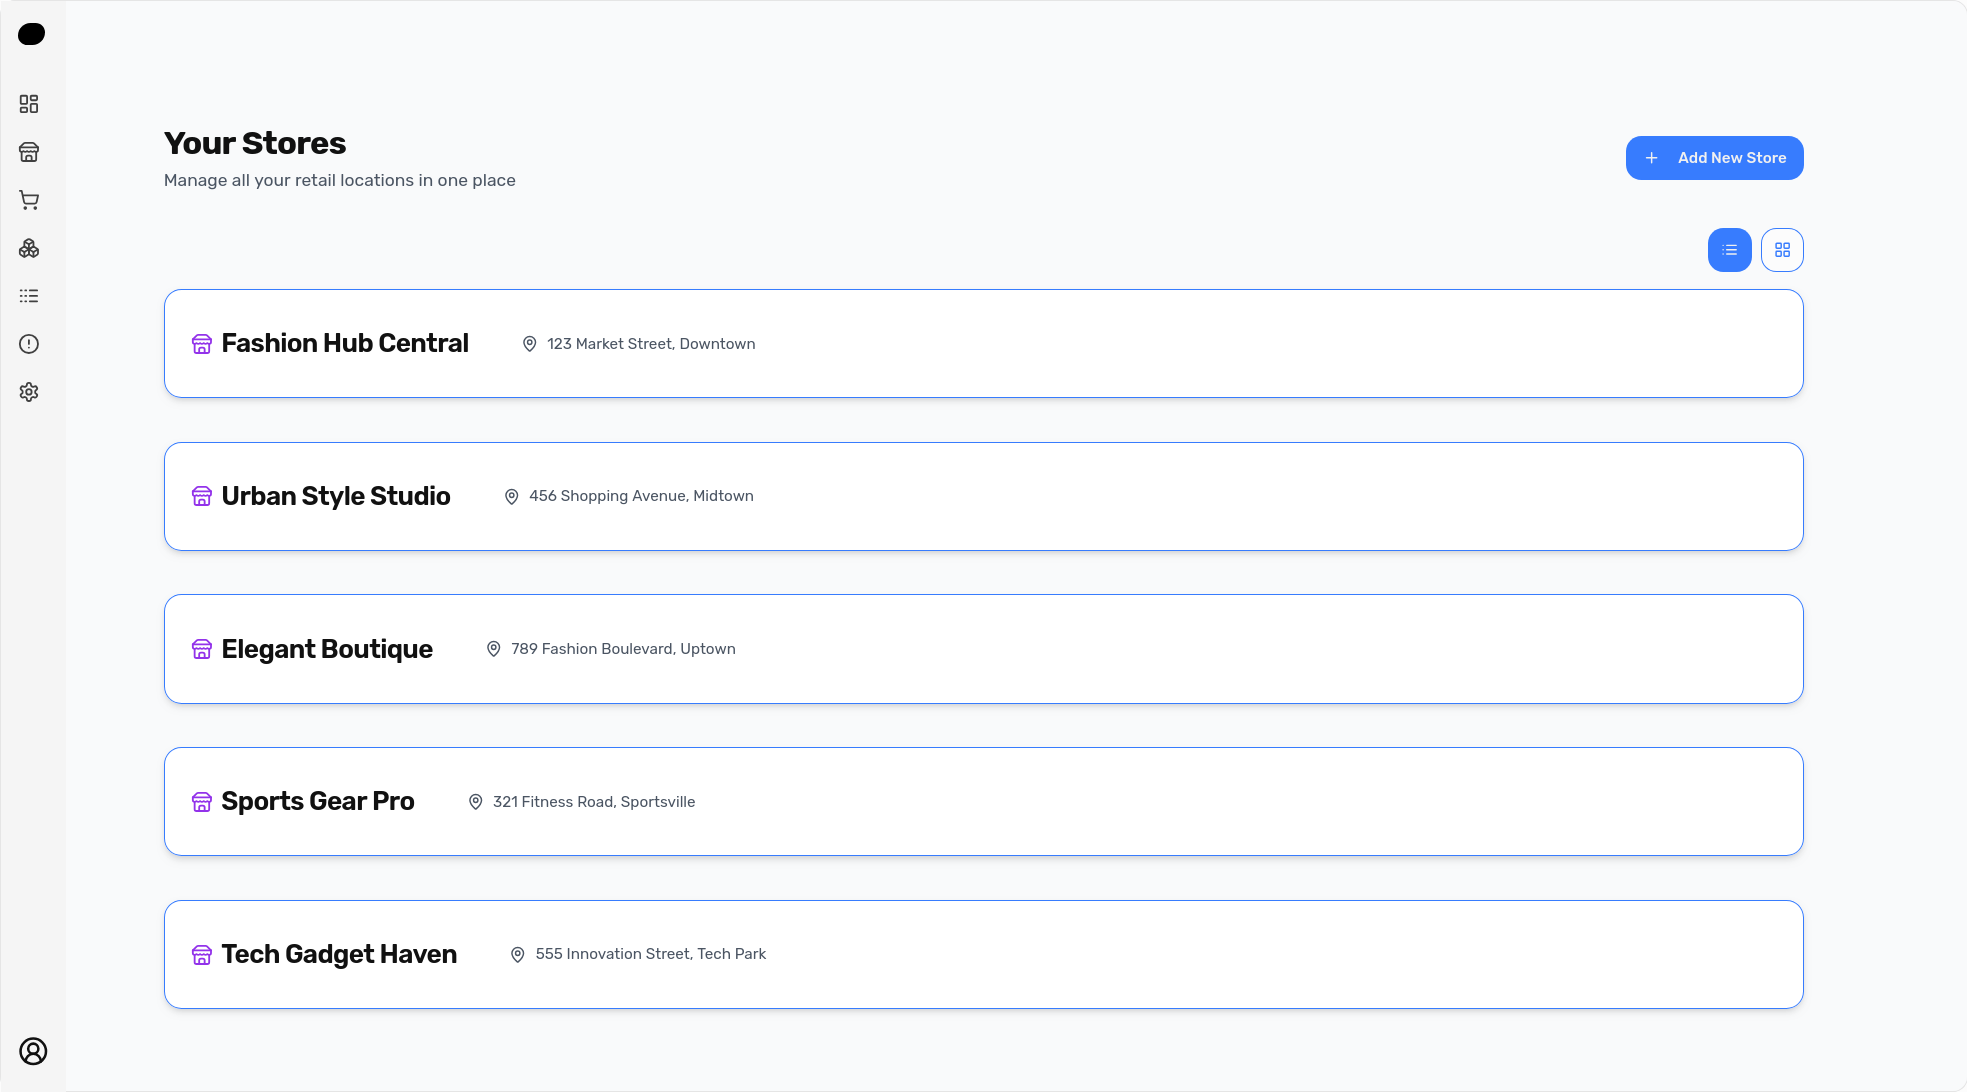 Your Stores
Manage all your retail locations in one place
Add New Store
Fashion Hub Central
123 Market Street, Downtown
Urban Style Studio
456 Shopping Avenue, Midtown
Elegant Boutique
789 Fashion Boulevard, Uptown
Sports Gear Pro
321 Fitness Road, Sportsville
Tech Gadget Haven
555 Innovation Street, Tech Park